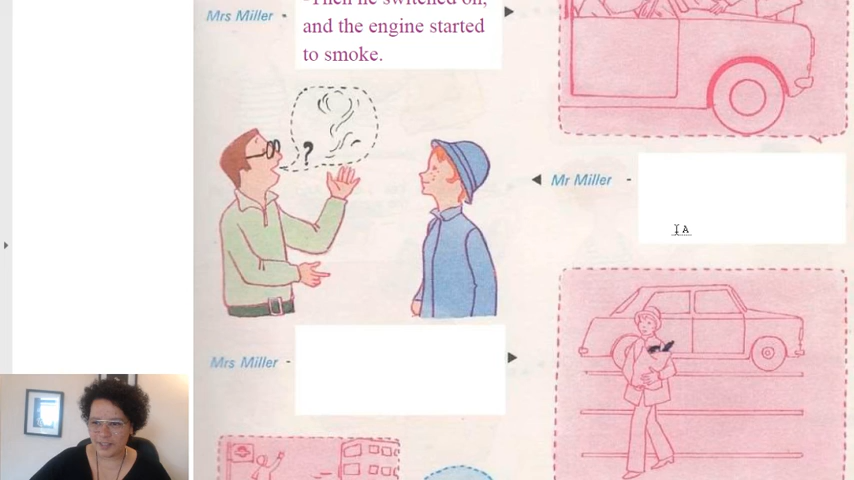 -Then he switched on,
Mrs Miller -
and the engine started
to smoke.
?
Mr Miller -
A
Mrs Miller -